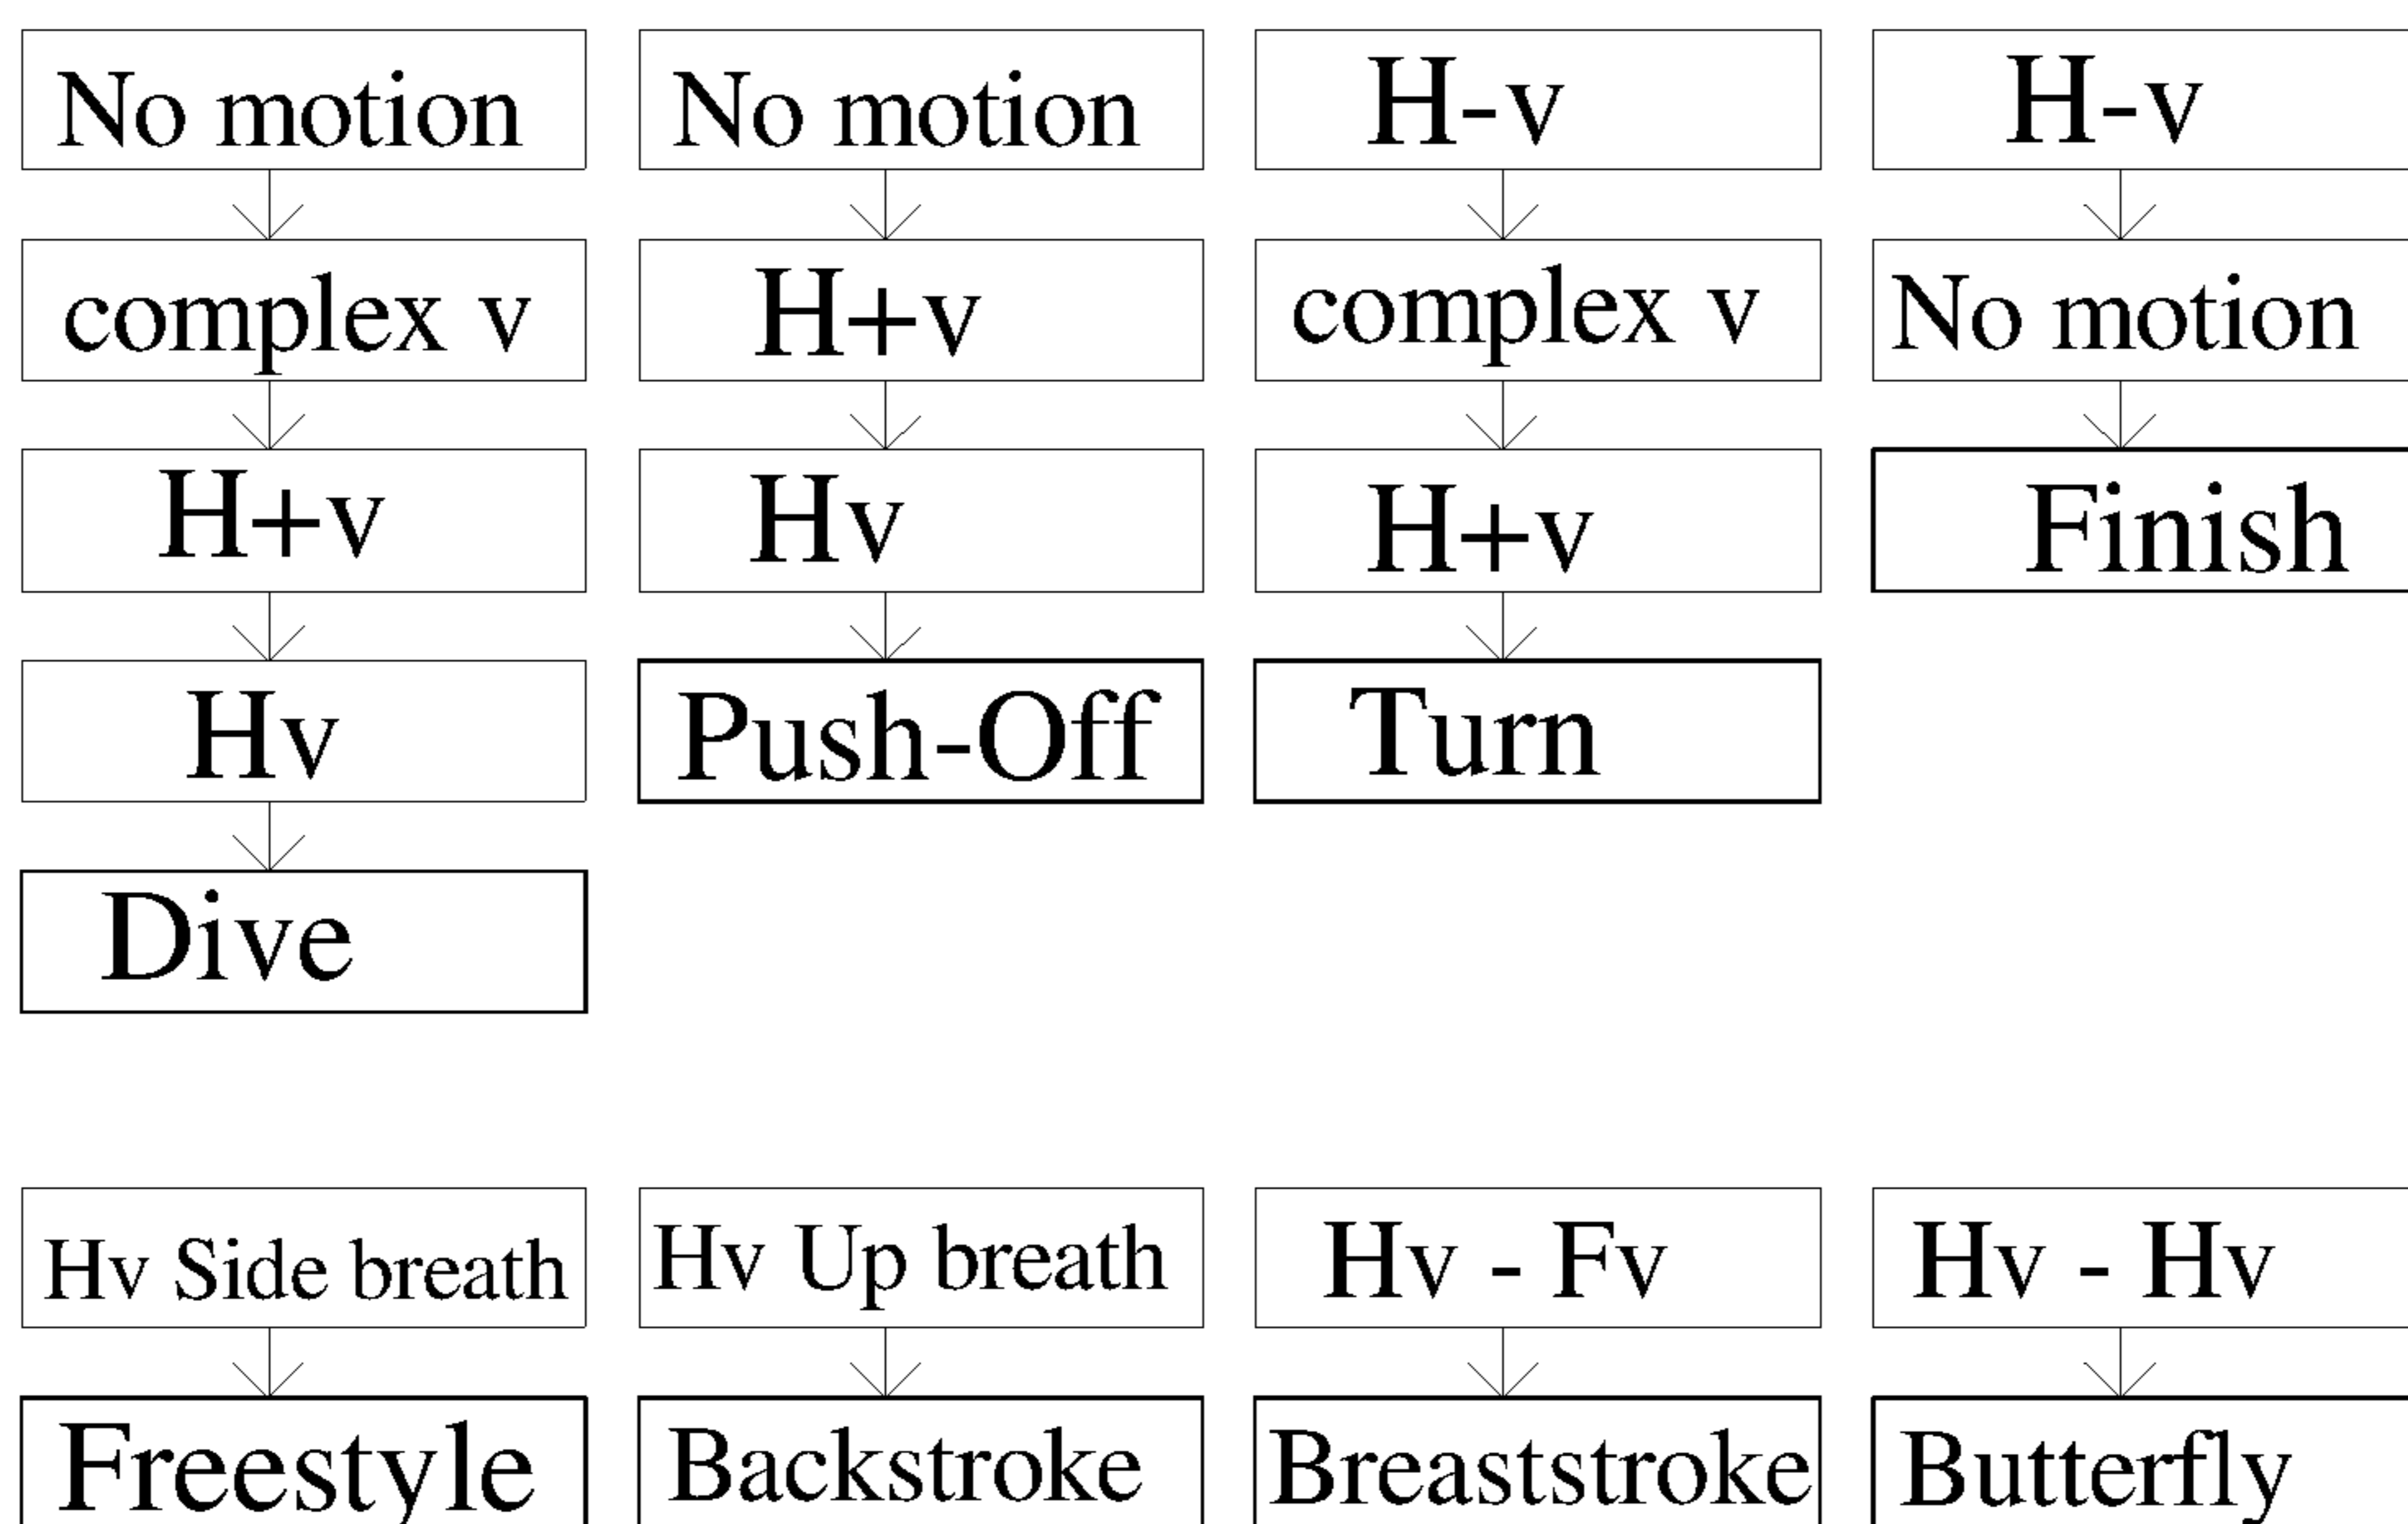 No motion
No motion
H-v
H-v
complex v
H+v
complex v
No motion
H+v
Hv
H+v
Finish
Hv
Push-Off
Turn
Dive
Hv Side breath
Hv Up breath
Hv - Fv
Hv - Hv
Freestyle
Backstroke
Breaststroke
Butterfly